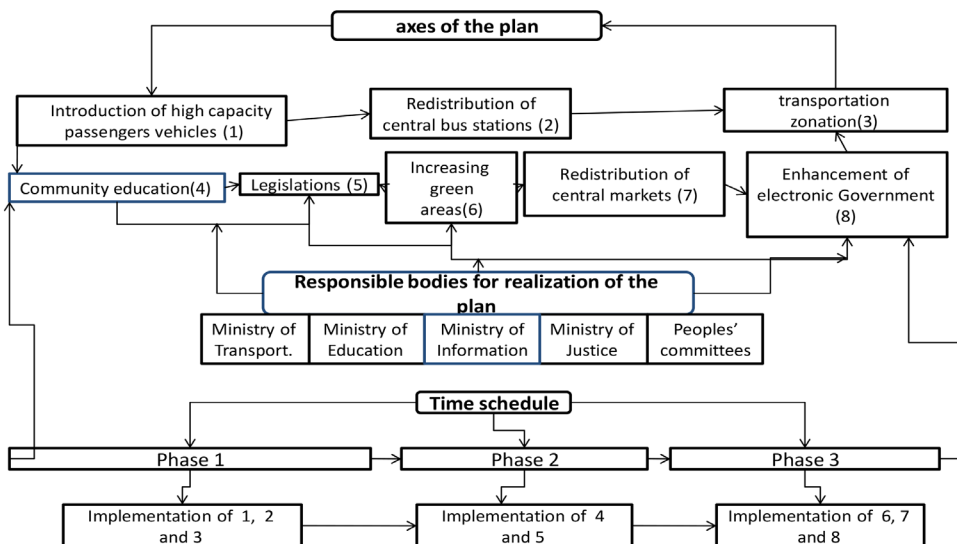 axes of the plan
Introduction of high capacity
passengers vehicles (1)
Redistribution of
central bus stations (2)
transportation
zonation(3)
Community education(4)
Legislations (5)
Increasing
green
areas(6)
Redistribution of
central markets (7)
Enhancement of
electronic Government
(8)
Responsible bodies for realization of the
plan
Ministry of
Transport.
Ministry of
Education
Ministry of
Information
Ministry of
Justice
Peoples'
committees
Time schedule
Phase 1
Phase 2
Phase 3
Implementation of 1, 2
and 3
Implementation of 4
and 5
Implementation of 6, 7
and 8